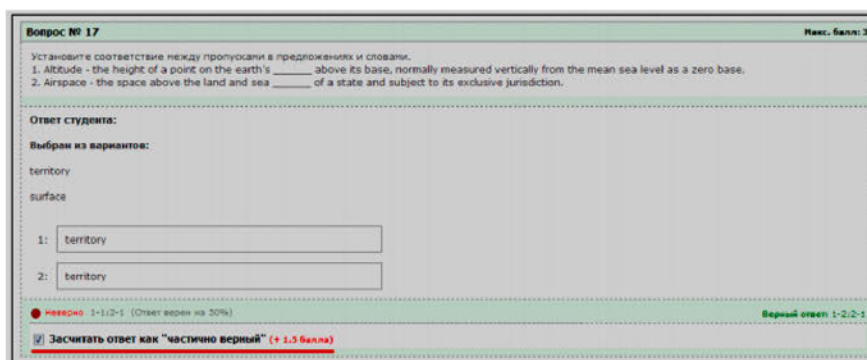 Вопрос № 17
Макс. балл: 3
Установите соответствие между пропусками в предложениях и словами.
1. Altitude - the height of a point on the earth's ______ above its base, normally measured vertically from the mean sea level as a zero base.
2. Airspace - the space above the land and sea ______ of a state and subject to its exclusive jurisdiction.
Ответ студента:
Выбран из вариантов:
territory
surface
1: territory
2: territory
Неверно 1-1;2-1 (Ответ верен на 50%)
Верный ответ: 1-2;2-1
Засчитать ответ как "частично верный" (+ 1.5 балла)